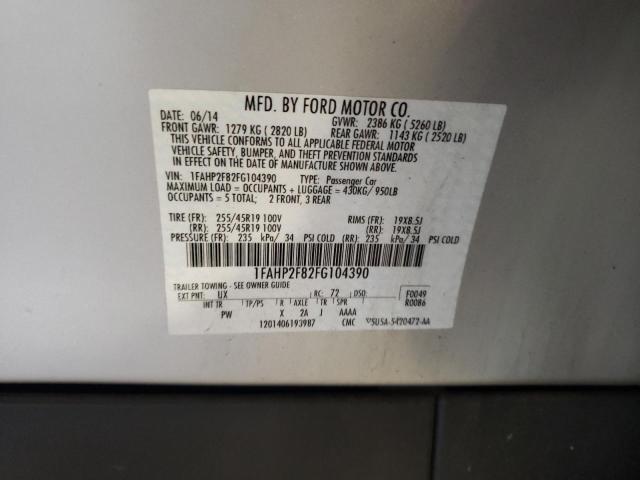 MFD. BY FORD MOTOR CO.
DATE: 06/14 GVWR: 2386 KG ( 5260 LB)
FRONT GAWR: 1279 KG ( 2820 LB) REAR GAWR: 1143 KG ( 2520 LB)
THIS VEHICLE CONFORMS TO ALL APPLICABLE FEDERAL MOTOR
VEHICLE SAFETY, BUMPER, AND THEFT PREVENTION STANDARDS
IN EFFECT ON THE DATE OF MANUFACTURE SHOWN ABOVE.
VIN: 1FAHP2F82FG104390 TYPE: Passenger Car
MAXIMUM LOAD = OCCUPANTS + LUGGAGE = 430KG/ 950LB
OCCUPANTS = 5 TOTAL; 2 FRONT, 3 REAR
TIRE (FR): 255/45R19 100V RIMS (FR): 19X8.5J
(RR): 255/45R19 100V (RR): 19X8.5J
PRESSURE (FR): 235 kPa/ 34 PSI COLD (RR): 235 kPa/ 34 PSI COLD
1FAHP2F82FG104390
TRAILER TOWING - SEE OWNER GUIDE
EXT PNT: UX RC: 72 DSO: F0049
INT TR TP/PS R AXLE TR SPR R0086
PW X 2A J AAAA
1201406193987 CMC